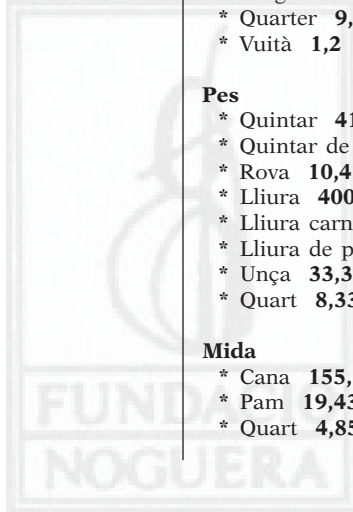 * Quarter 9,
* Vuità 1,2
Pes
* Quintar 41
* Quintar de
* Rova 10,4
* Lliura 400
* Lliura carn
* Lliura de p
* Unça 33,3
* Quart 8,33
Mida
* Cana 155,
* Pam 19,43
* Quart 4,85
FUNDACIÓ
NOGUERA